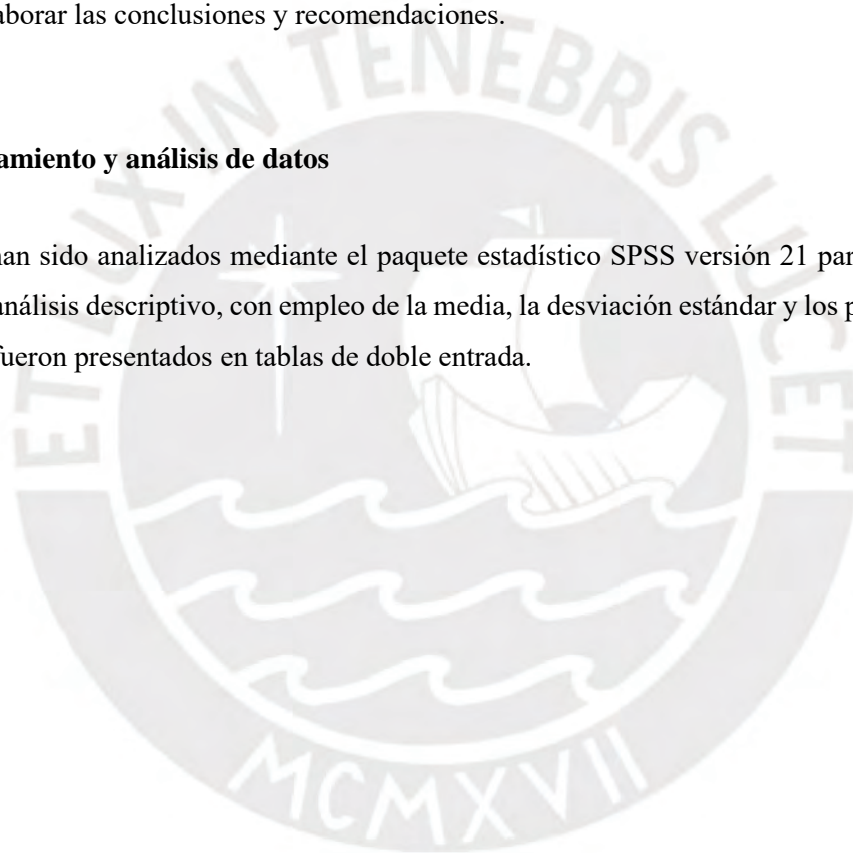 aborar las conclusiones y recomendaciones.
amiento y análisis de datos
han sido analizados mediante el paquete estadístico SPSS versión 21 par
análisis descriptivo, con empleo de la media, la desviación estándar y los p
fueron presentados en tablas de doble entrada.
ET LUX IN TENEBRIS LUCET
MCMXVII